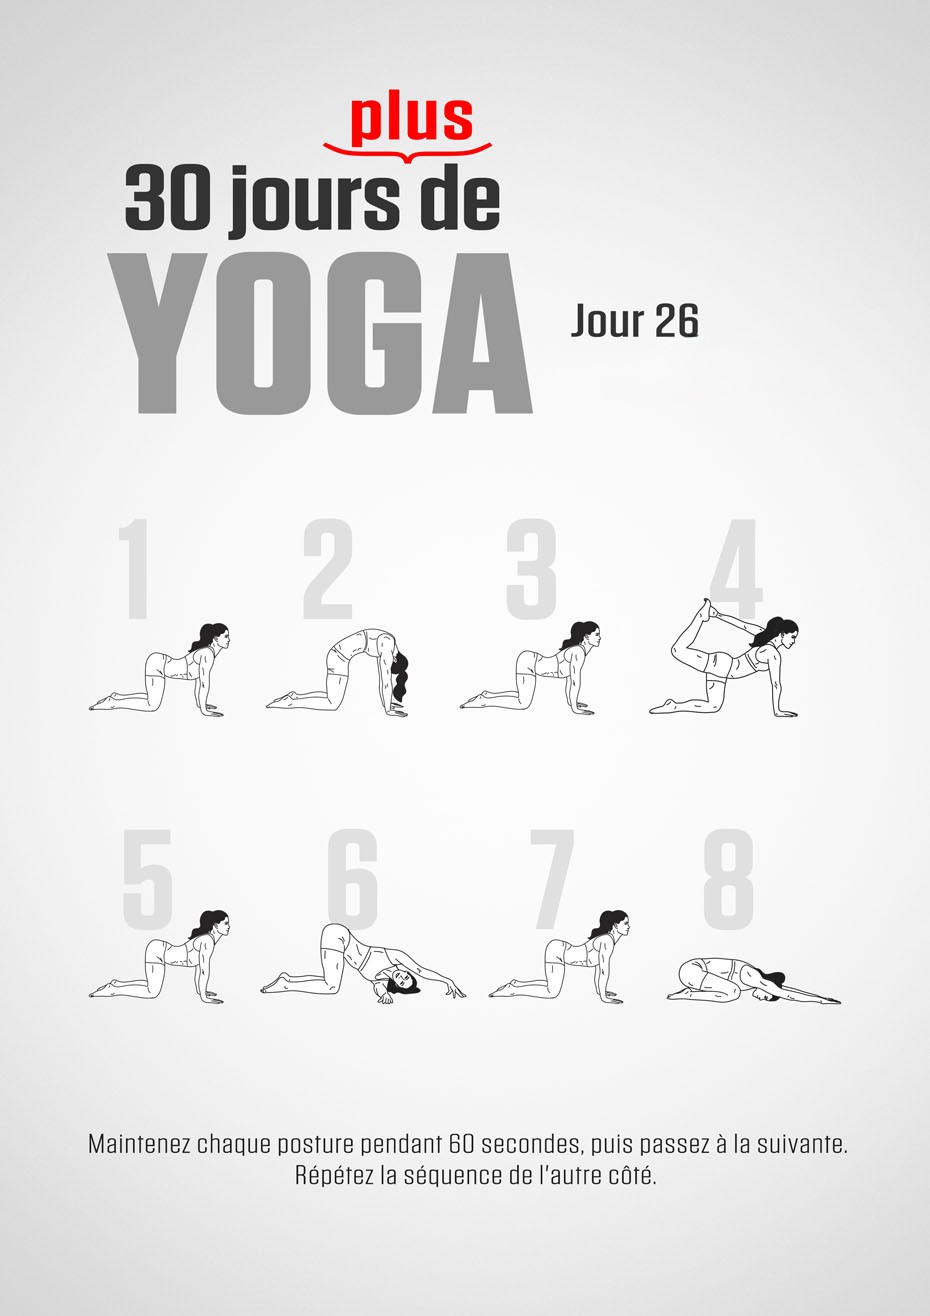 plus
30 jours de
YOGA
Jour 26
1 2 3 4
5 6 7 8
Maintenez chaque posture pendant 60 secondes, puis passez à la suivante.
Répétez la séquence de l'autre côté.